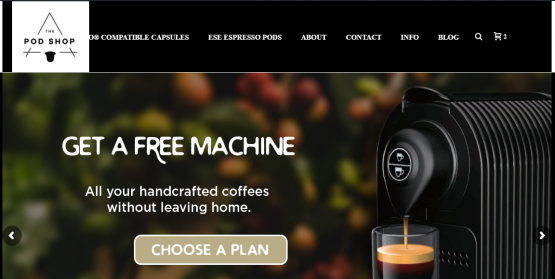 THE
POD SHOP
O® COMPATIBLE CAPSULES
ESE ESPRESSO PODS
ABOUT
CONTACT
INFO
BLOG
GET A FREE MACHINE
All your handcrafted coffees
without leaving home.
CHOOSE A PLAN